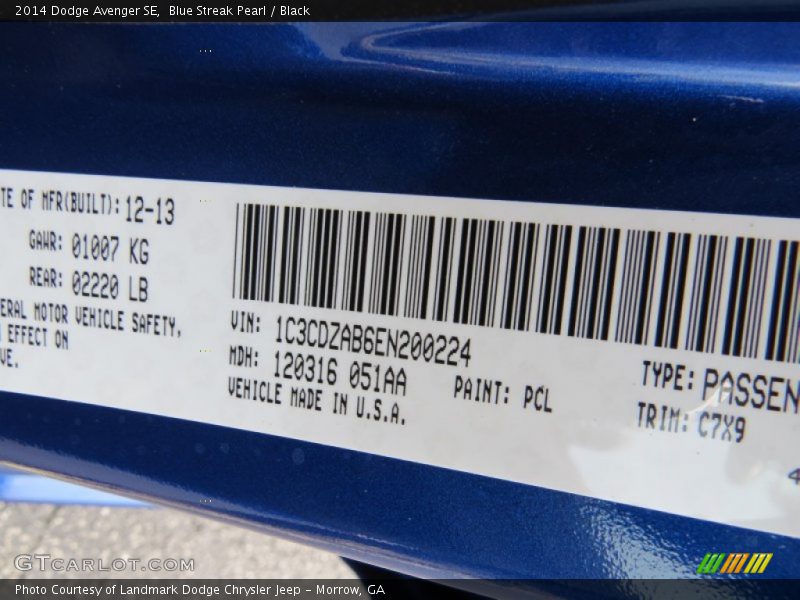 2014 Dodge Avenger SE, Blue Streak Pearl / Black
TE OF MFR(BUILT): 12-13
GAWR: 01007 KG
REAR: 02220 LB
ERAL MOTOR VEHICLE SAFETY,
EFFECT ON
VE.
VIN: 1C3CDZAB6EN200224
MDH: 120316 051AA
VEHICLE MADE IN U.S.A.
PAINT: PCL
TYPE: PASSEN
TRIM: C7X9
4
GTCARLOT.COM
Photo Courtesy of Landmark Dodge Chrysler Jeep - Morrow, GA